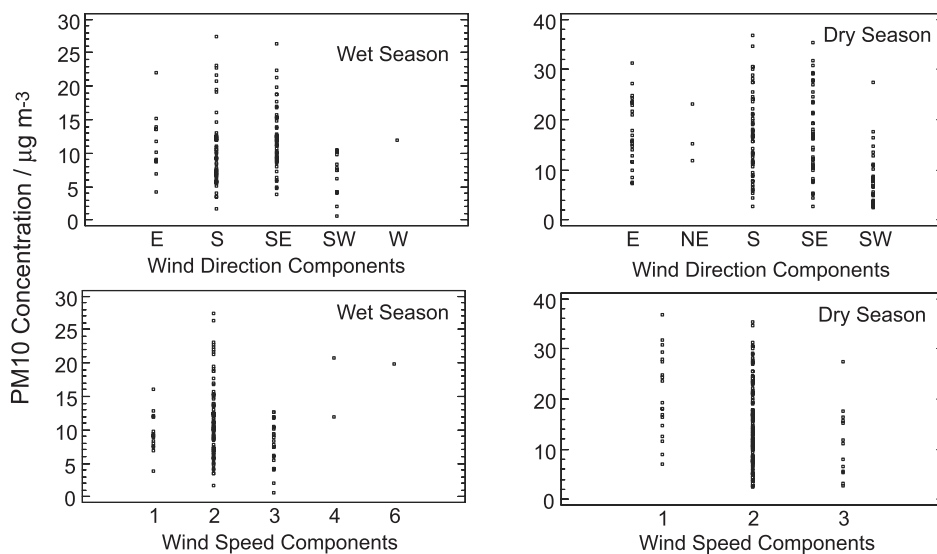 PM10 Concentration / µg m-3
30
25
20
15
10
5
0
Wet Season
E S SE SW W
Wind Direction Components
40
30
20
10
0
Dry Season
E NE S SE SW
Wind Direction Components
30
25
20
15
10
5
0
Wet Season
1 2 3 4 6
Wind Speed Components
40
30
20
10
0
Dry Season
1 2 3
Wind Speed Components